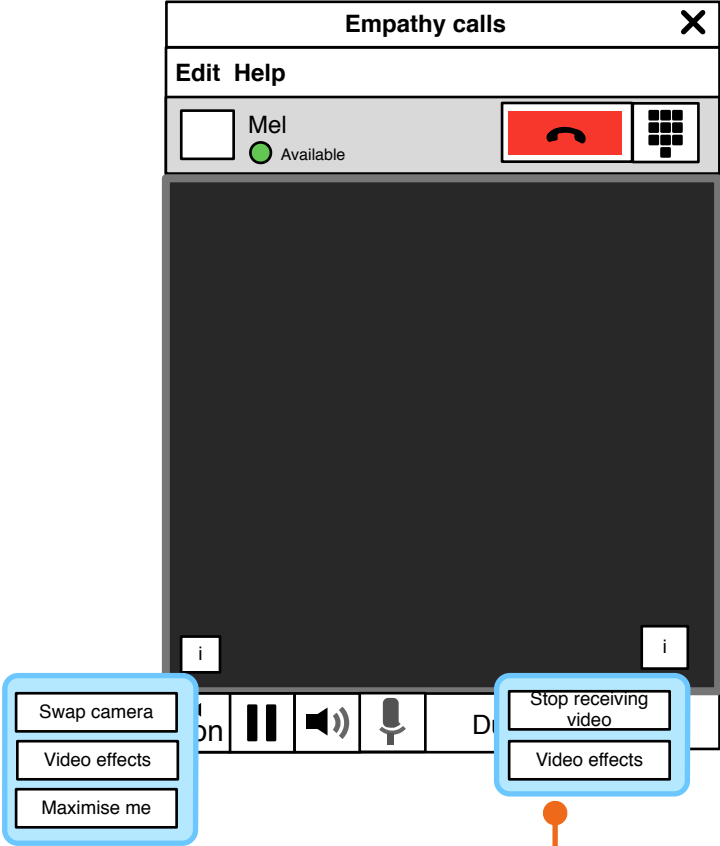 Empathy calls
Edit Help
Mel
Available
i
i
Swap camera
Video effects
Maximise me
Stop receiving
video
Video effects